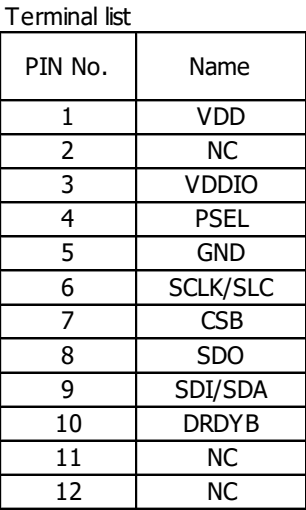 Terminal list
PIN No. Name
1 VDD
2 NC
3 VDDIO
4 PSEL
5 GND
6 SCLK/SLC
7 CSB
8 SDO
9 SDI/SDA
10 DRDYB
11 NC
12 NC